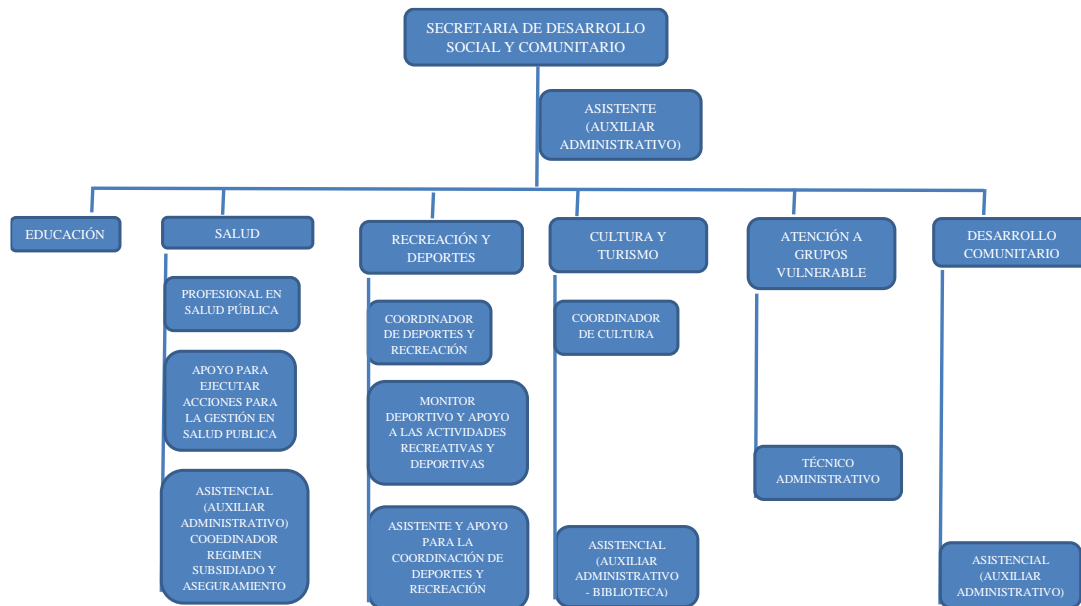 SECRETARIA DE DESARROLLO
SOCIAL Y COMUNITARIO
ASISTENTE
(AUXILIAR
ADMINISTRATIVO)
EDUCACIÓN
SALUD
PROFESIONAL EN
SALUD PÚBLICA
APOYO PARA
EJECUTAR
ACCIONES PARA
LA GESTIÓN EN
SALUD PUBLICA
ASISTENCIAL
(AUXILIAR
ADMINISTRATIVO)
COOEDINADOR
REGIMEN
SUBSIDIADO Y
ASEGURAMIENTO
RECREACIÓN Y
DEPORTES
COORDINADOR
DE DEPORTES Y
RECREACIÓN
MONITOR
DEPORTIVO Y APOYO
A LAS ACTIVIDADES
RECREATIVAS Y
DEPORTIVAS
ASISTENTE Y APOYO
PARA LA
COORDINACIÓN DE
DEPORTES Y
RECREACIÓN
CULTURA Y
TURISMO
COORDINADOR
DE CULTURA
ASISTENCIAL
(AUXILIAR
ADMINISTRATIVO
- BIBLIOTECA)
ATENCIÓN A
GRUPOS
VULNERABLE
TÉCNICO
ADMINISTRATIVO
DESARROLLO
COMUNITARIO
ASISTENCIAL
(AUXILIAR
ADMINISTRATIVO)